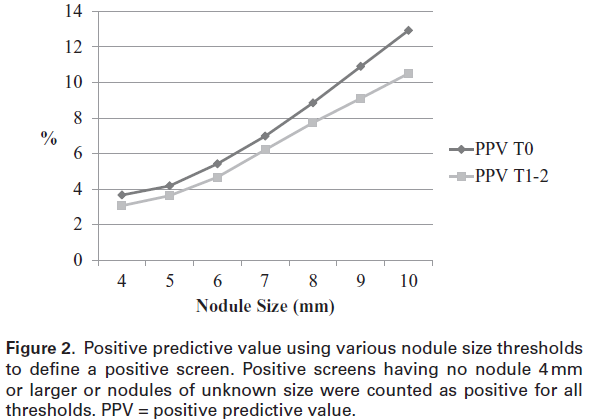 14
12
10
8
6
4
2
0
%
4 5 6 7 8 9 10
Nodule Size (mm)
PPV T0
PPV T1-2
Figure 2. Positive predictive value using various nodule size thresholds
to define a positive screen. Positive screens having no nodule 4 mm
or larger or nodules of unknown size were counted as positive for all
thresholds. PPV = positive predictive value.